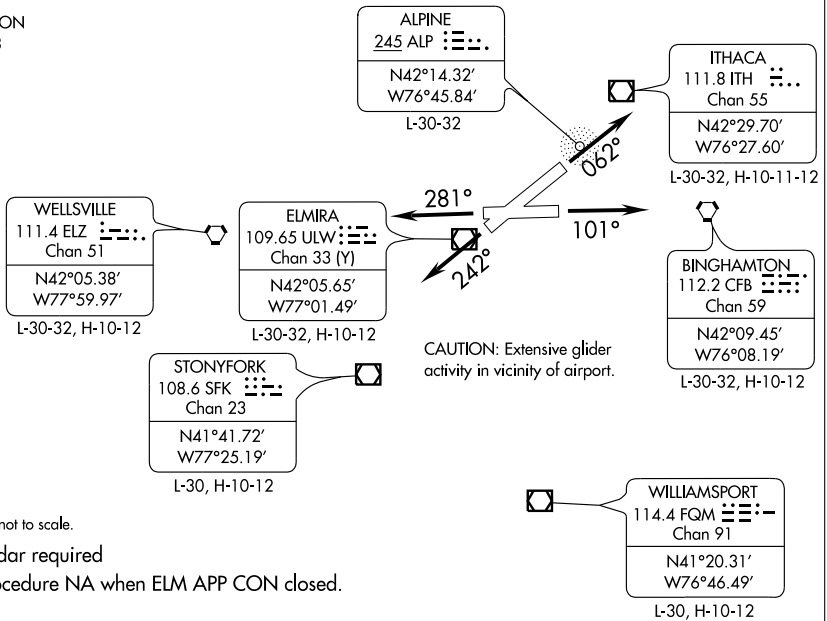 ALPINE
245 ALP
N42°14.32′
W76°45.84′
L-30-32
ITHACA
111.8 ITH
Chan 55
N42°29.70′
W76°27.60′
L-30-32, H-10-11-12
062°
281°
101°
242°
WELLSVILLE
111.4 ELZ
Chan 51
N42°05.38′
W77°59.97′
L-30-32, H-10-12
ELMIRA
109.65 ULW
Chan 33 (Y)
N42°05.65′
W77°01.49′
L-30-32, H-10-12
BINGHAMTON
112.2 CFB
Chan 59
N42°09.45′
W76°08.19′
L-30-32, H-10-12
CAUTION: Extensive glider
activity in vicinity of airport.
STONYFORK
108.6 SFK
Chan 23
N41°41.72′
W77°25.19′
L-30, H-10-12
WILLIAMSPORT
114.4 FQM
Chan 91
N41°20.31′
W76°46.49′
L-30, H-10-12
not to scale.
dar required
ocedure NA when ELM APP CON closed.